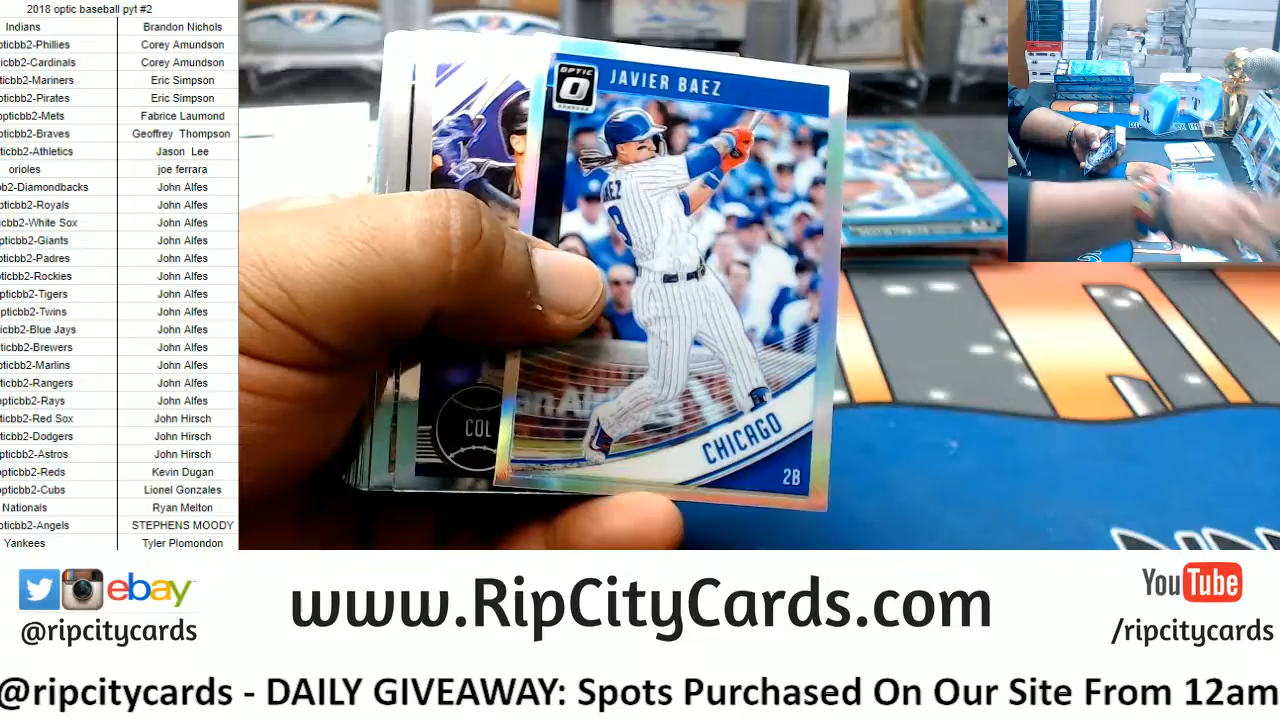 2018 optic baseball pyt #2
Indians Brandon Nichols
pticbb2-Phillies Corey Amundson
pticbb2-Cardinals Corey Amundson
pticbb2-Mariners Eric Simpson
pticbb2-Pirates Eric Simpson
pticbb2-Mets Fabrice Laumond
pticbb2-Braves Geoffrey Thompson
pticbb2-Athletics Jason Lee
orioles joe ferrara
bb2-Diamondbacks John Alfes
pticbb2-Royals John Alfes
icbb2-White Sox John Alfes
pticbb2-Giants John Alfes
pticbb2-Padres John Alfes
pticbb2-Rockies John Alfes
pticbb2-Tigers John Alfes
pticbb2-Twins John Alfes
icbb2-Blue Jays John Alfes
ticbb2-Brewers John Alfes
pticbb2-Marlins John Alfes
pticbb2-Rangers John Alfes
pticbb2-Rays John Alfes
ticbb2-Red Sox John Hirsch
pticbb2-Dodgers John Hirsch
pticbb2-Astros John Hirsch
pticbb2-Reds Kevin Dugan
pticbb2-Cubs Lionel Gonzales
Nationals Ryan Melton
pticbb2-Angels STEPHENS MOODY
Yankees Tyler Plomondon
OPTIC
JAVIER BAEZ
9
COL
CHICAGO
2B
ebay
@ripcitycards
www.RipCityCards.com
YouTube
/ripcitycards
@ripcitycards - DAILY GIVEAWAY: Spots Purchased On Our Site From 12am